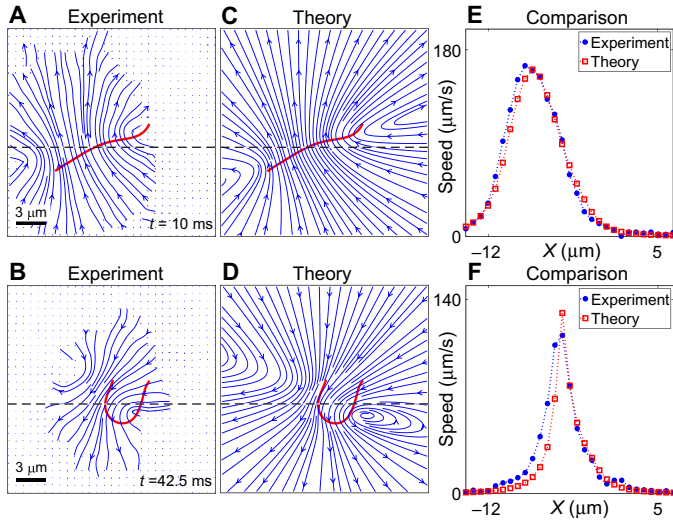 A Experiment
3 μm
t = 10 ms
C Theory
E Comparison
180
Speed (μm/s)
0
Experiment
Theory
−12
X (μm)
5
B Experiment
3 μm
t =42.5 ms
D Theory
F Comparison
140
Speed (μm/s)
0
Experiment
Theory
−12
X (μm)
5